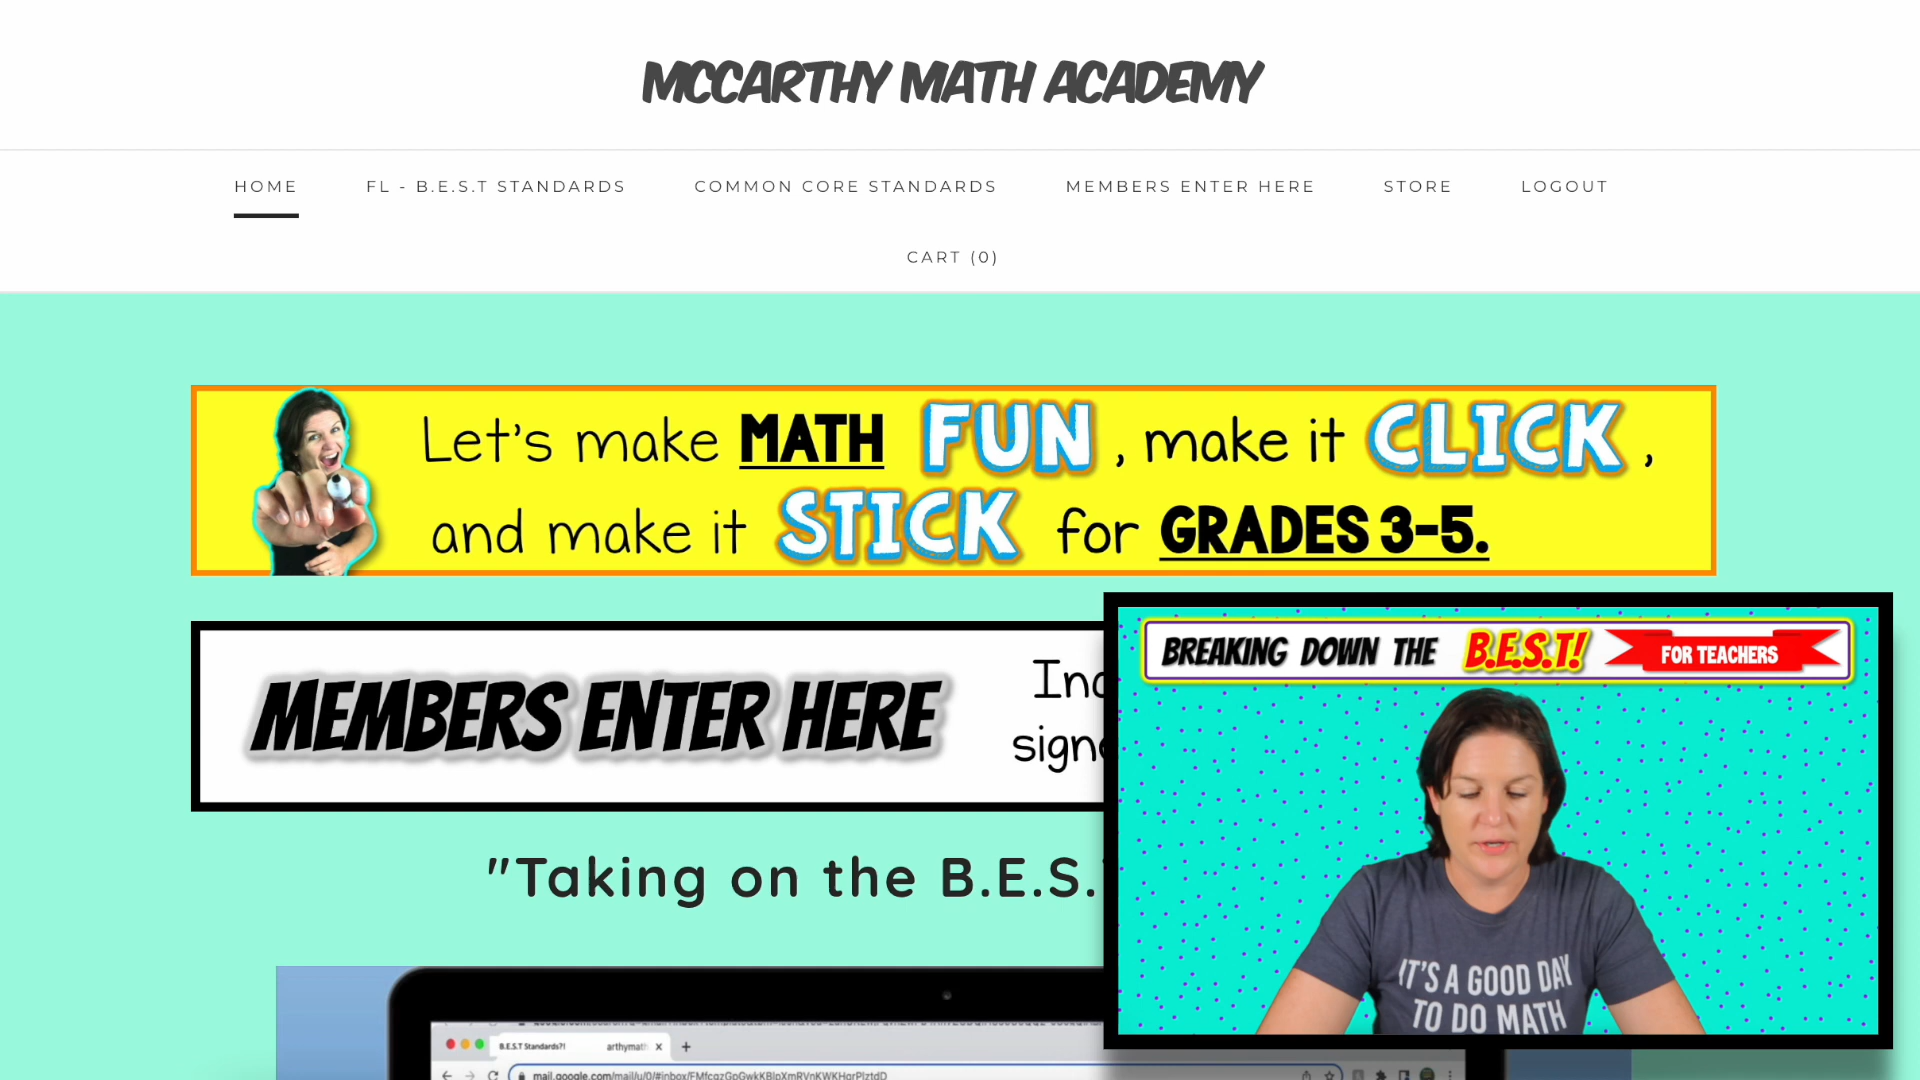 MCCARTHY MATH ACADEMY
HOME FL - B.E.S.T STANDARDS COMMON CORE STANDARDS MEMBERS ENTER HERE STORE LOGOUT
CART (0)
Let's make MATH FUN, make it CLICK,
and make it STICK for GRADES 3-5.
MEMBERS ENTER HERE
"Taking on the B.E.S.
BREAKING DOWN THE B.E.S.T! FOR TEACHERS
IT'S A GOOD DAY
TO DO MATH
B.E.S.T Standards?! arthymath